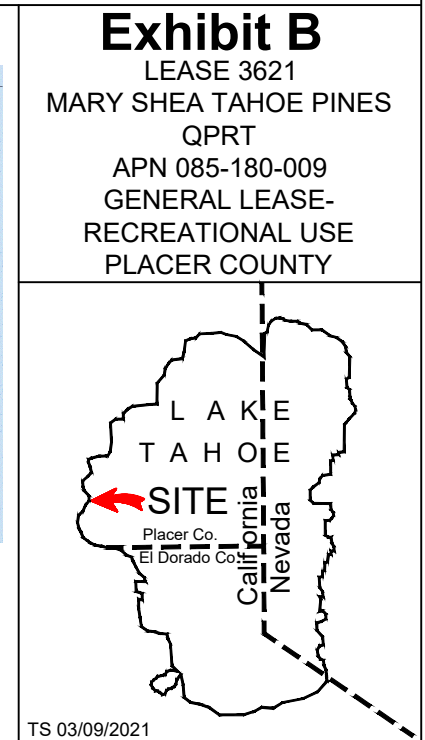 Exhibit B
LEASE 3621
MARY SHEA TAHOE PINES
QPRT
APN 085-180-009
GENERAL LEASE-
RECREATIONAL USE
PLACER COUNTY
L A K E
T A H O E
SITE
Placer Co.
El Dorado Co.
California
Nevada
TS 03/09/2021